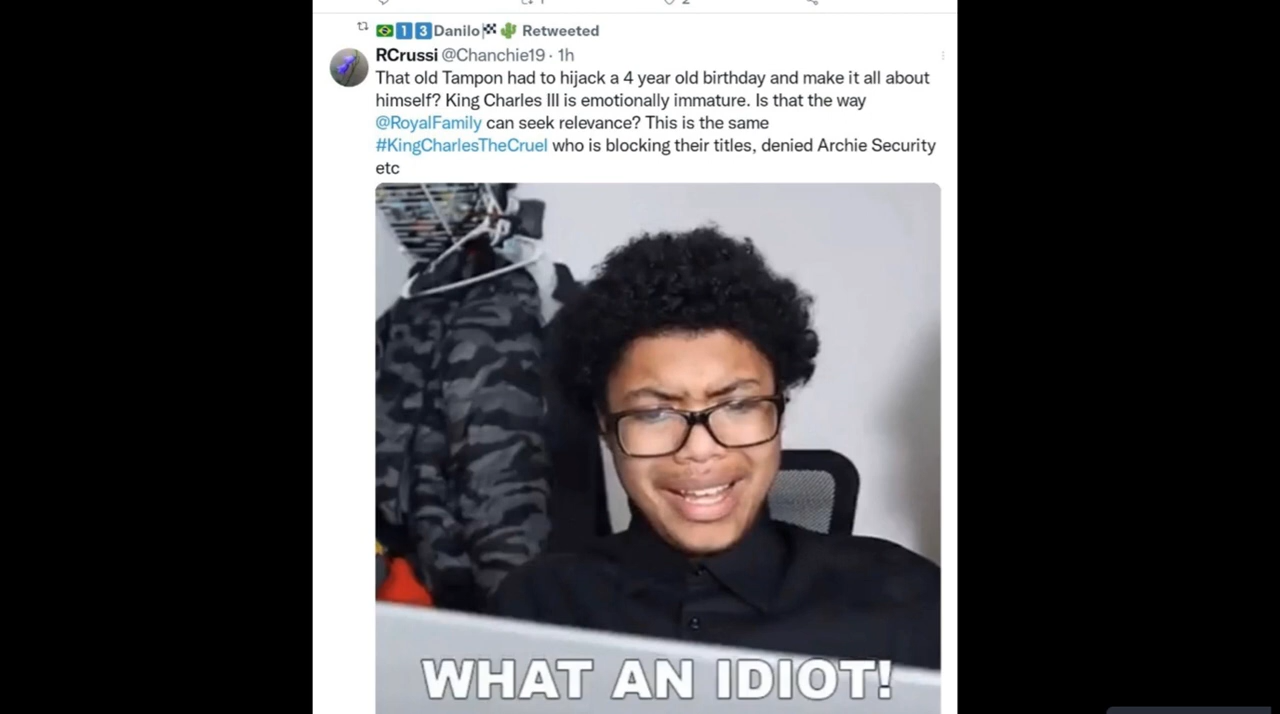 🇧🇷1️⃣3️⃣Danilo🏁🌵 Retweeted
RCrussi @Chanchie19 · 1h
That old Tampon had to hijack a 4 year old birthday and make it all about
himself? King Charles III is emotionally immature. Is that the way
@RoyalFamily can seek relevance? This is the same
#KingCharlesTheCruel who is blocking their titles, denied Archie Security
etc
WHAT AN IDIOT!